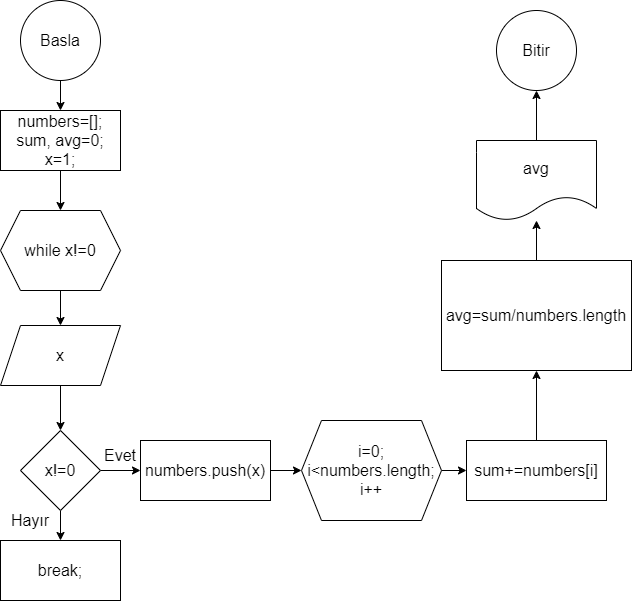 Basla
numbers=[];
sum, avg=0;
x=1;
while x!=0
x
x!=0
Evet
Hayır
break;
numbers.push(x)
i=0;
i<numbers.length;
i++
sum+=numbers[i]
avg=sum/numbers.length
avg
Bitir